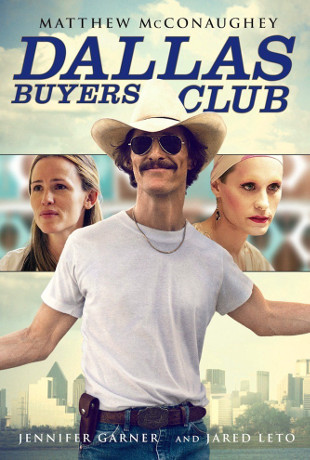 MATTHEW McCONAUGHEY
DALLAS
BUYERS CLUB
JENNIFER GARNER AND JARED LETO